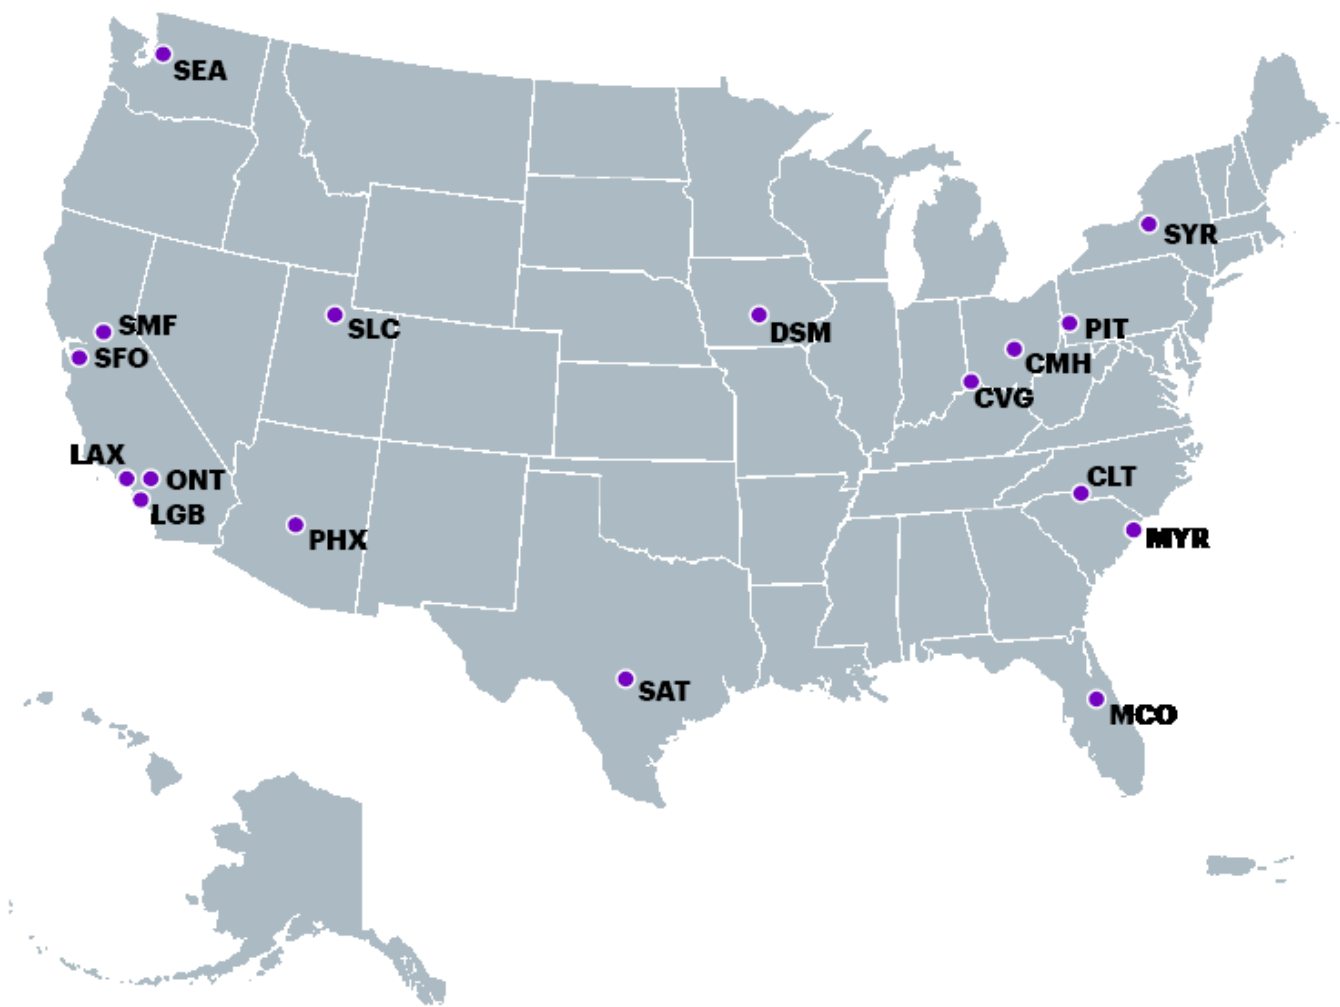 SEA
SYR
SMF
SLC
DSM
PIT
SFO
CMH
CVG
LAX
ONT
CLT
LGB
PHX
MYR
SAT
MCO